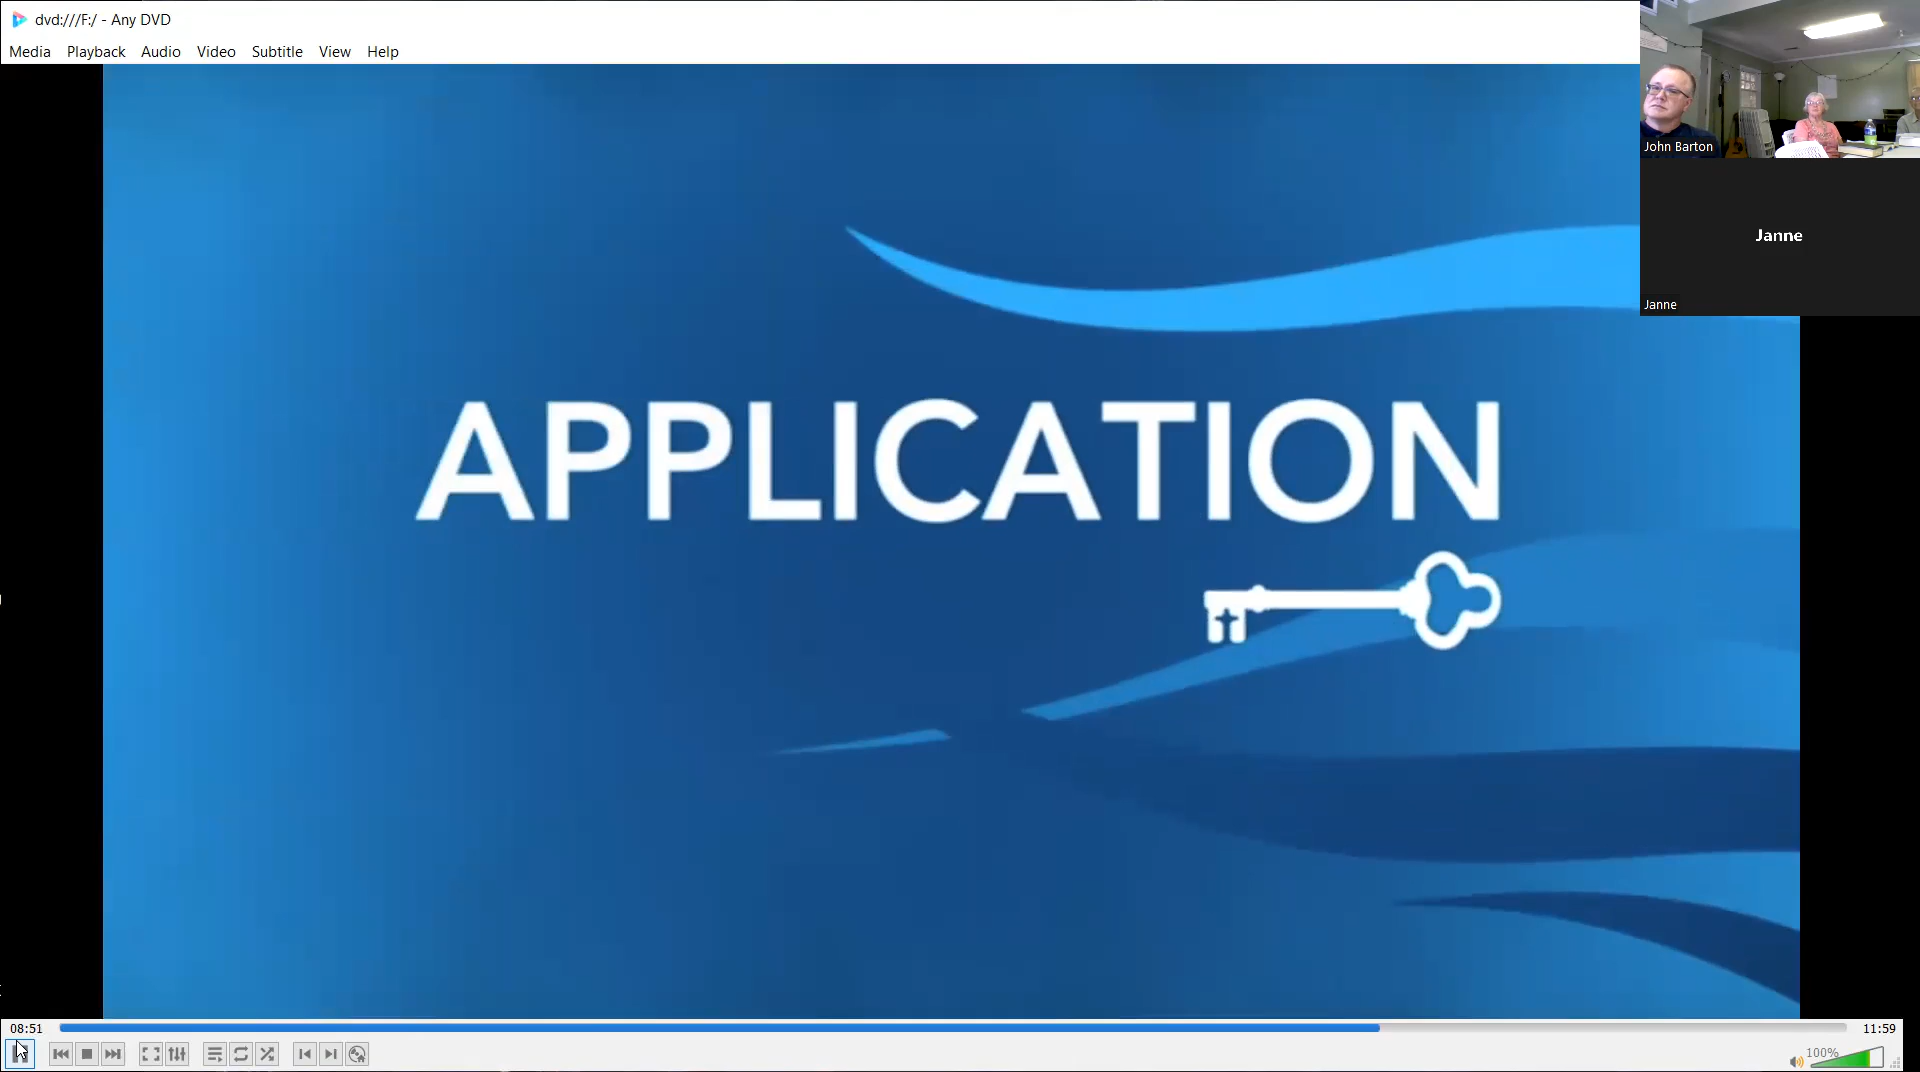 dvd:///F:/ - Any DVD
Media Playback Audio Video Subtitle View Help
John Barton
Janne
Janne
APPLICATION
08:51
11:59
100%